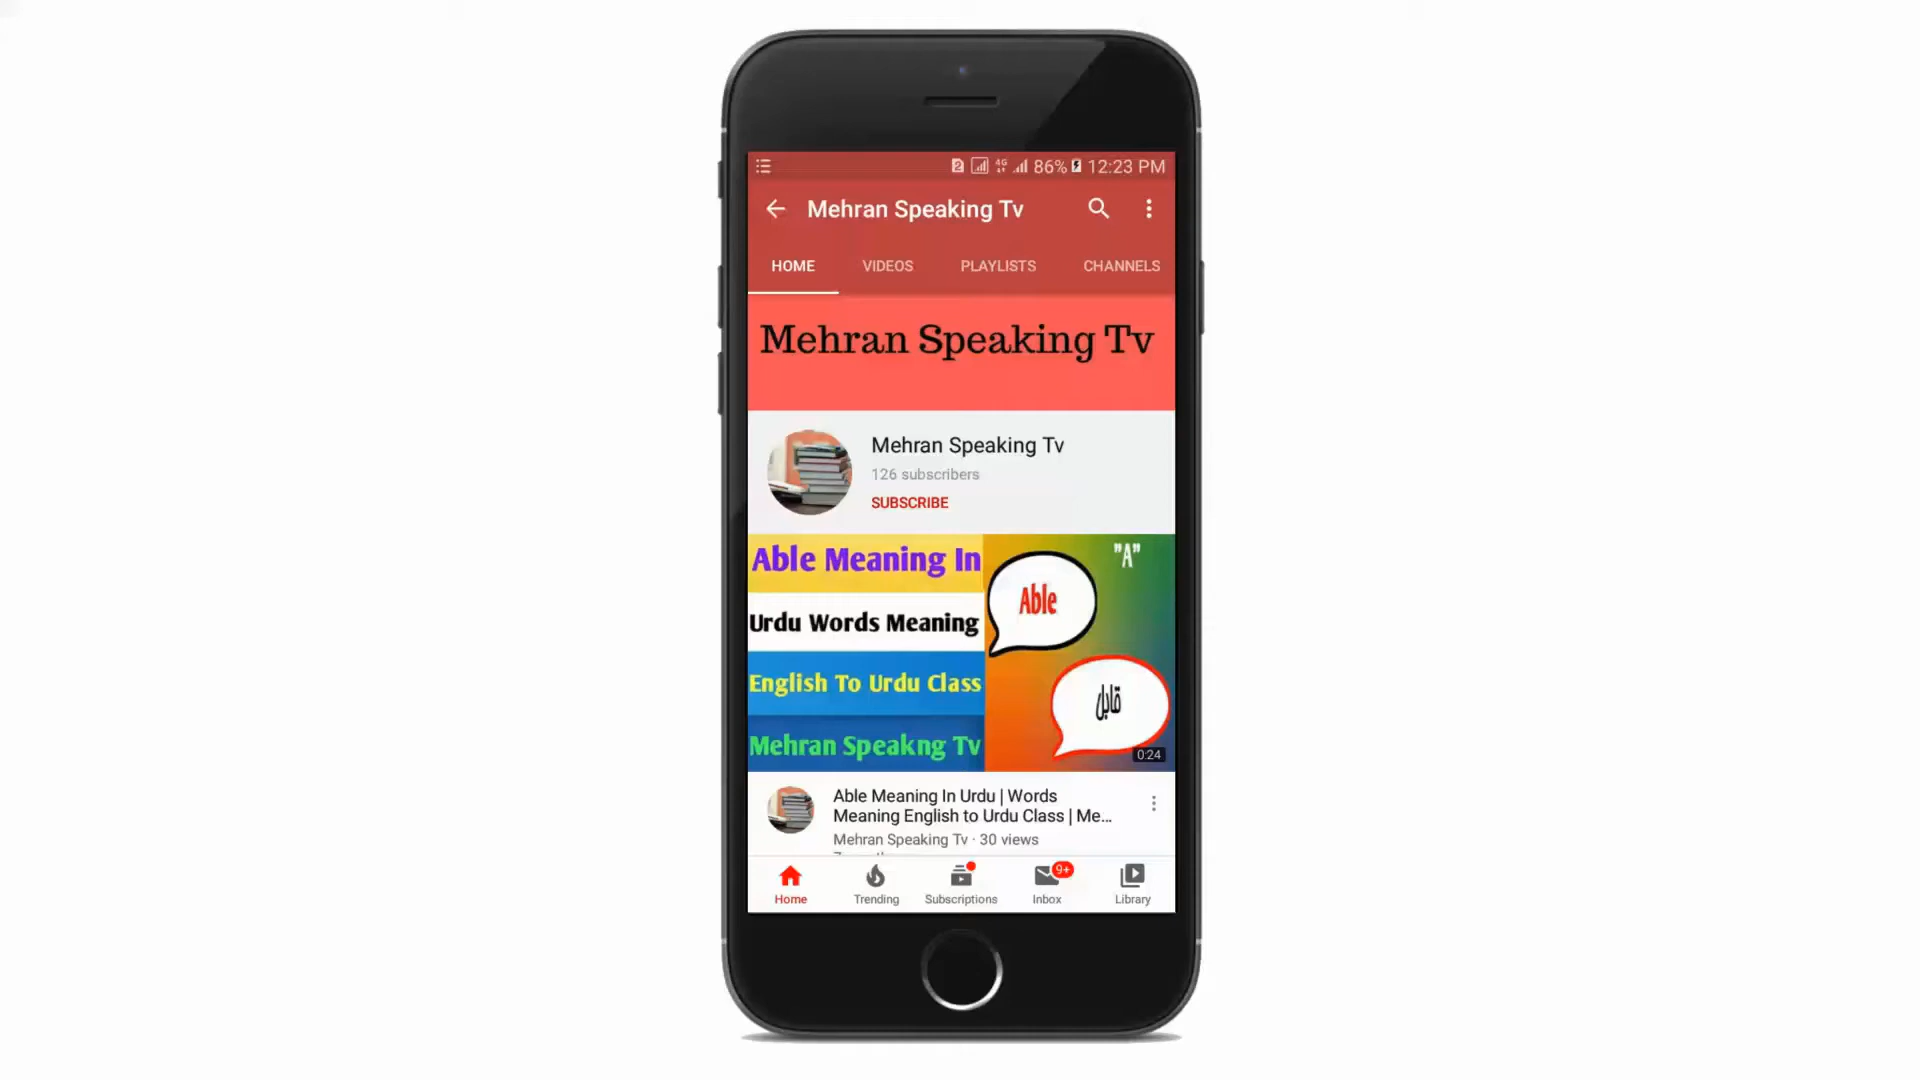 2 4G 86% 12:23 PM
Mehran Speaking Tv
HOME VIDEOS PLAYLISTS CHANNELS
Mehran Speaking Tv
Mehran Speaking Tv
126 subscribers
SUBSCRIBE
Able Meaning In
Urdu Words Meaning
English To Urdu Class
Mehran Speakng Tv
"A"
Able
قابل
0:24
Able Meaning In Urdu | Words
Meaning English to Urdu Class | Me...
Mehran Speaking Tv · 30 views
9+
Home Trending Subscriptions Inbox Library